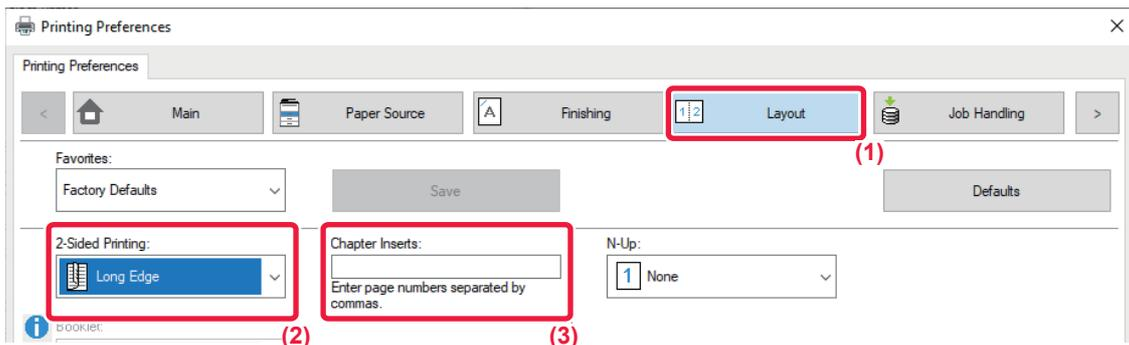 Printing Preferences
Printing Preferences
< Main Paper Source A Finishing 1 2 Layout Job Handling >
(1)
Favorites:
Factory Defaults Save Defaults
2-Sided Printing: Chapter Inserts: N-Up:
Long Edge 1 None
Enter page numbers separated by
commas.
Booklet:
(2) (3)